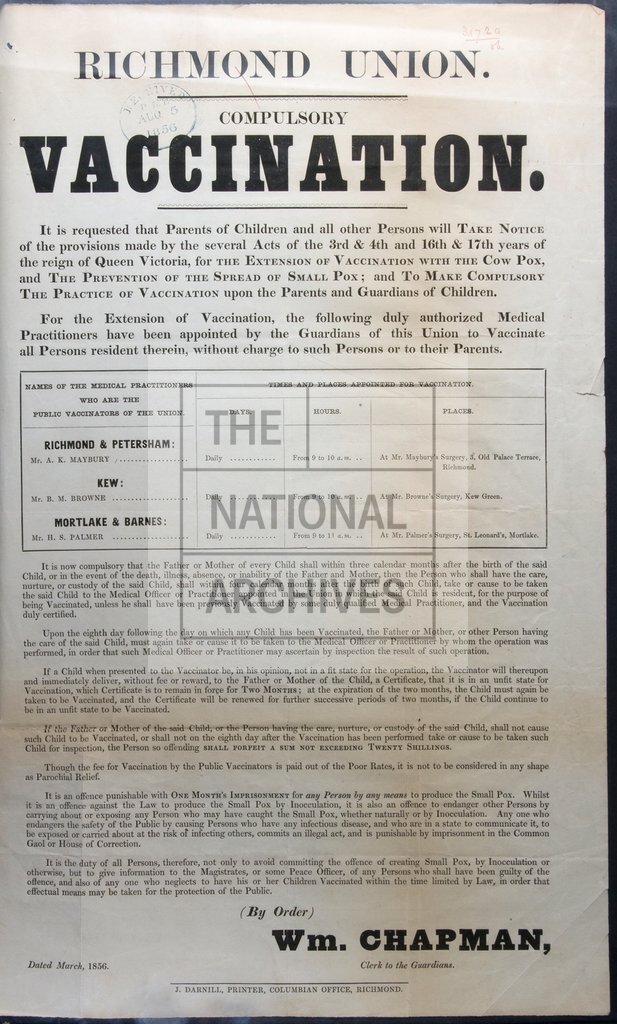 RICHMOND UNION.
RECEIVED
AUG 5
1856
COMPULSORY
VACCINATION.
It is requested that Parents of Children and all other Persons will TAKE NOTICE
of the provisions made by the several Acts of the 3rd & 4th and 16th & 17th years of
the reign of Queen Victoria, for THE EXTENSION OF VACCINATION WITH THE COW POX,
and THE PREVENTION OF THE SPREAD OF SMALL POX; and TO MAKE COMPULSORY
THE PRACTICE OF VACCINATION upon the Parents and Guardians of Children.
For the Extension of Vaccination, the following duly authorized Medical
Practitioners have been appointed by the Guardians of this Union to Vaccinate
all Persons resident therein, without charge to such Persons or to their Parents.
NAMES OF THE MEDICAL PRACTITIONERS
WHO ARE THE
PUBLIC VACCINATORS OF THE UNION.
TIMES AND PLACES APPOINTED FOR VACCINATION.
DAYS. HOURS. PLACES.
RICHMOND & PETERSHAM:
Mr. A. K. MAYBURY .................. Daily ............ From 9 to 10 a.m. .. At Mr. Maybury's Surgery, 3, Old Palace Terrace,
Richmond.
KEW:
Mr. B. M. BROWNE .................. Daily ............ From 9 to 10 a.m. .. At Mr. Browne's Surgery, Kew Green.
MORTLAKE & BARNES:
Mr. H. S. PALMER .................. Daily ............ From 9 to 11 a.m. .. At Mr. Palmer's Surgery, St. Leonard's, Mortlake.
THE
NATIONAL
ARCHIVES
It is now compulsory that the Father or Mother of every Child shall within three calendar months after the birth of the said
Child, or in the event of the death, illness, absence, or inability of the Father and Mother, then the Person who shall have the care,
nurture, or custody of the said Child, shall within four calendar months after the birth of such Child, take or cause to be taken
the said Child to the Medical Officer or Practitioner appointed in the Child is resident, for the purpose of
being Vaccinated, unless he shall have been previously Vaccinated by some duly qualified Medical Practitioner, and the Vaccination
duly certified.
Upon the eighth day following the day on which any Child has been Vaccinated, the Father or Mother, or other Person having
the care of the said Child, must again take or cause it to be taken to the Medical Officer or Practitioner by whom the operation was
performed, in order that such Medical Officer or Practitioner may ascertain by inspection the result of such operation.
If a Child when presented to the Vaccinator be, in his opinion, not in a fit state for the operation, the Vaccinator will thereupon
and immediately deliver, without fee or reward, to the Father or Mother of the Child, a Certificate, that it is in an unfit state for
Vaccination, which Certificate is to remain in force for TWO MONTHS; at the expiration of the two months, the Child must again be
taken to be Vaccinated, and the Certificate will be renewed for further successive periods of two months, if the Child continue to
be in an unfit state to be Vaccinated.
If the Father or Mother of the said Child, or the Person having the care, nurture, or custody of the said Child, shall not cause
such Child to be Vaccinated, or shall not on the eighth day after the Vaccination has been performed take or cause to be taken such
Child for inspection, the Person so offending SHALL FORFEIT A SUM NOT EXCEEDING TWENTY SHILLINGS.
Though the fee for Vaccination by the Public Vaccinators is paid out of the Poor Rates, it is not to be considered in any shape
as Parochial Relief.
It is an offence punishable with ONE MONTH'S IMPRISONMENT for any Person by any means to produce the Small Pox. Whilst
it is an offence against the Law to produce the Small Pox by Inoculation, it is also an offence to endanger other Persons by
carrying about or exposing any Person who may have caught the Small Pox, whether naturally or by Inoculation. Any one who
endangers the safety of the Public by causing Persons who have any infectious disease, and who are in a state to communicate it, to
be exposed or carried about at the risk of infecting others, commits an illegal act, and is punishable by imprisonment in the Common
Gaol or House of Correction.
It is the duty of all Persons, therefore, not only to avoid committing the offence of creating Small Pox, by Inoculation or
otherwise, but to give information to the Magistrates, or some Peace Officer, of any Persons who shall have been guilty of the
offence, and also of any one who neglects to have his or her Children Vaccinated within the time limited by Law, in order that
effectual means may be taken for the protection of the Public.
(By Order)
Wm. CHAPMAN,
Dated March, 1856. Clerk to the Guardians.
J. DARNILL, PRINTER, COLUMBIAN OFFICE, RICHMOND.